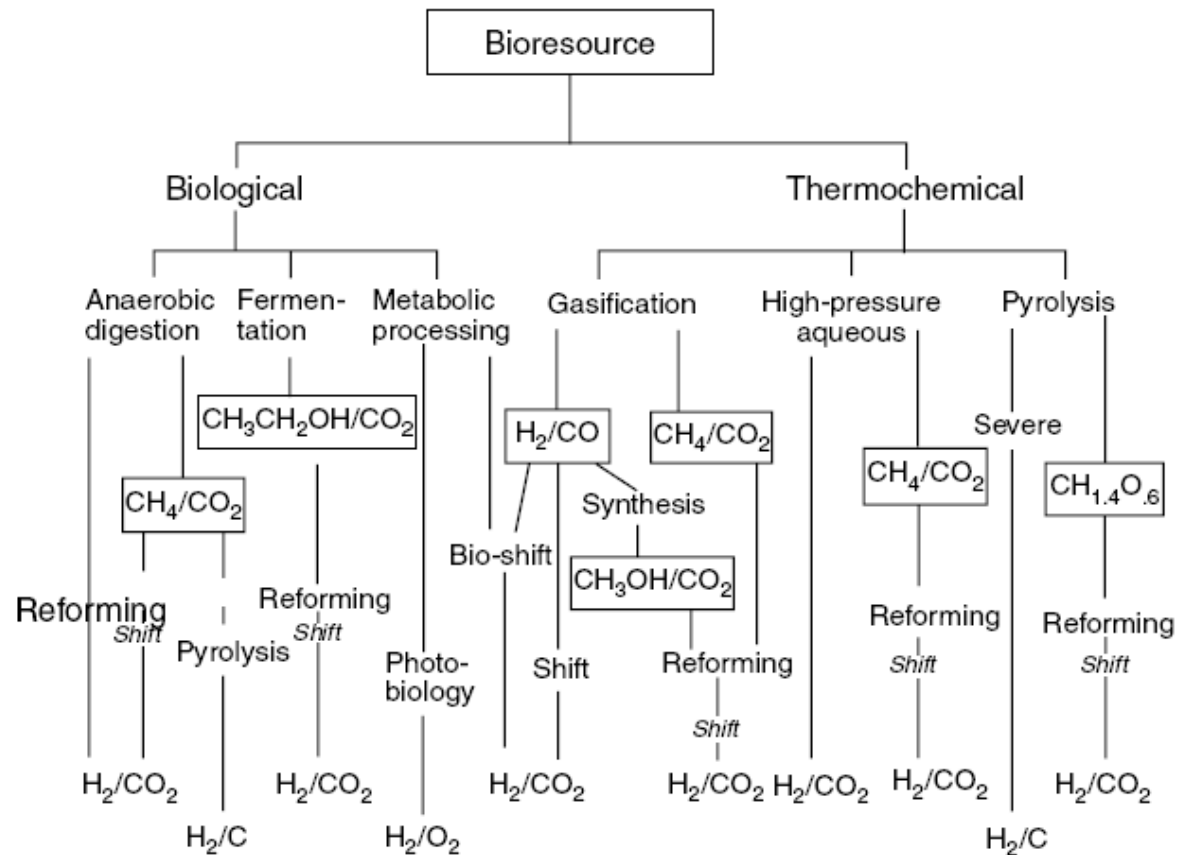 Bioresource
Biological
Thermochemical
Anaerobic
digestion
Fermen-
tation
Metabolic
processing
Gasification
High-pressure
aqueous
Pyrolysis
CH₃CH₂OH/CO₂
H₂/CO
CH₄/CO₂
Severe
CH₄/CO₂
CH₁.₄O.₆
CH₄/CO₂
Synthesis
Bio-shift
CH₃OH/CO₂
Reforming
Shift
Reforming
Shift
Reforming
Shift
Reforming
Shift
Pyrolysis
Photo-
biology
Shift
Reforming
Shift
H₂/CO₂
H₂/CO₂
H₂/CO₂
H₂/CO₂
H₂/CO₂
H₂/CO₂
H₂/CO₂
H₂/C
H₂/O₂
H₂/C